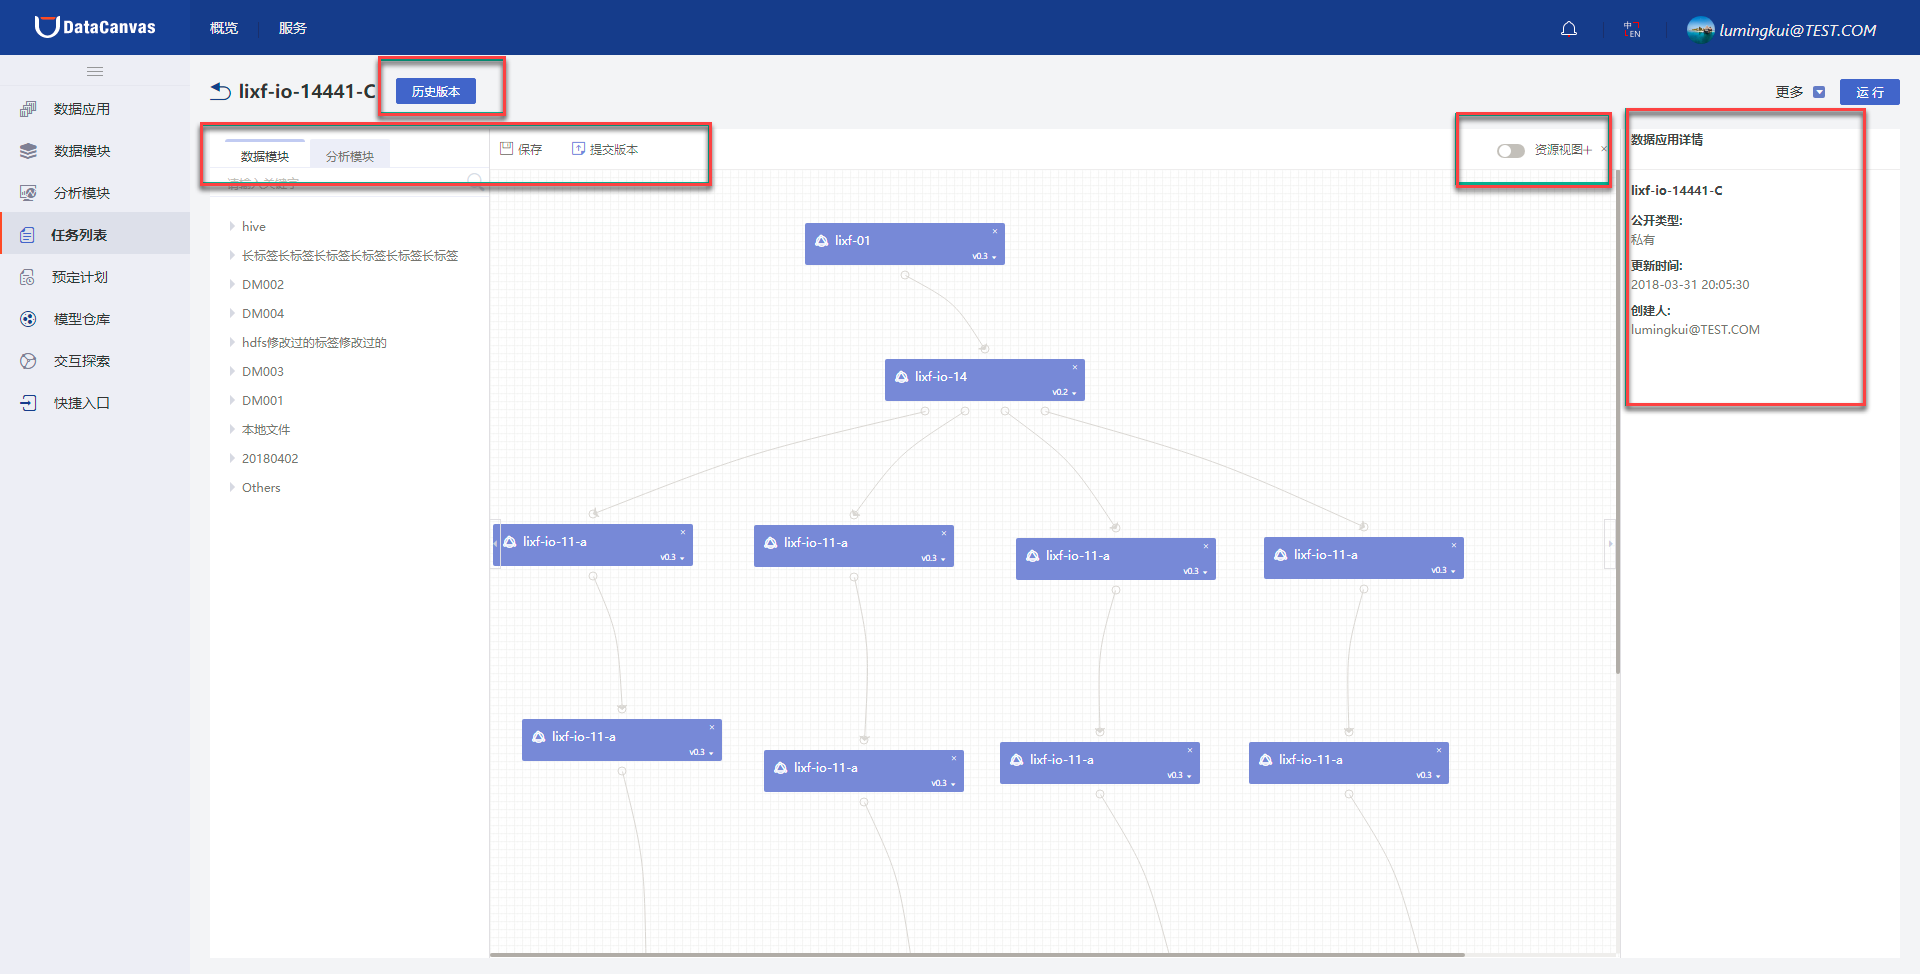 DataCanvas
概览
服务
中
EN
lumingkui@TEST.COM
lixf-io-14441-C
历史版本
更多
运行
数据应用
数据模块
分析模块
任务列表
预定计划
模型仓库
交互探索
快捷入口
数据模块
分析模块
请输入关键字
保存
提交版本
资源视图
hive
长标签长标签长标签长标签长标签长标签
DM002
DM004
hdfs修改过的标签修改过的
DM003
DM001
本地文件
20180402
Others
lixf-01
v0.3
lixf-io-14
v0.2
lixf-io-11-a
v0.3
lixf-io-11-a
v0.3
lixf-io-11-a
v0.3
lixf-io-11-a
v0.3
lixf-io-11-a
v0.3
lixf-io-11-a
v0.3
lixf-io-11-a
v0.3
lixf-io-11-a
v0.3
数据应用详情
lixf-io-14441-C
公开类型:
私有
更新时间:
2018-03-31 20:05:30
创建人:
lumingkui@TEST.COM